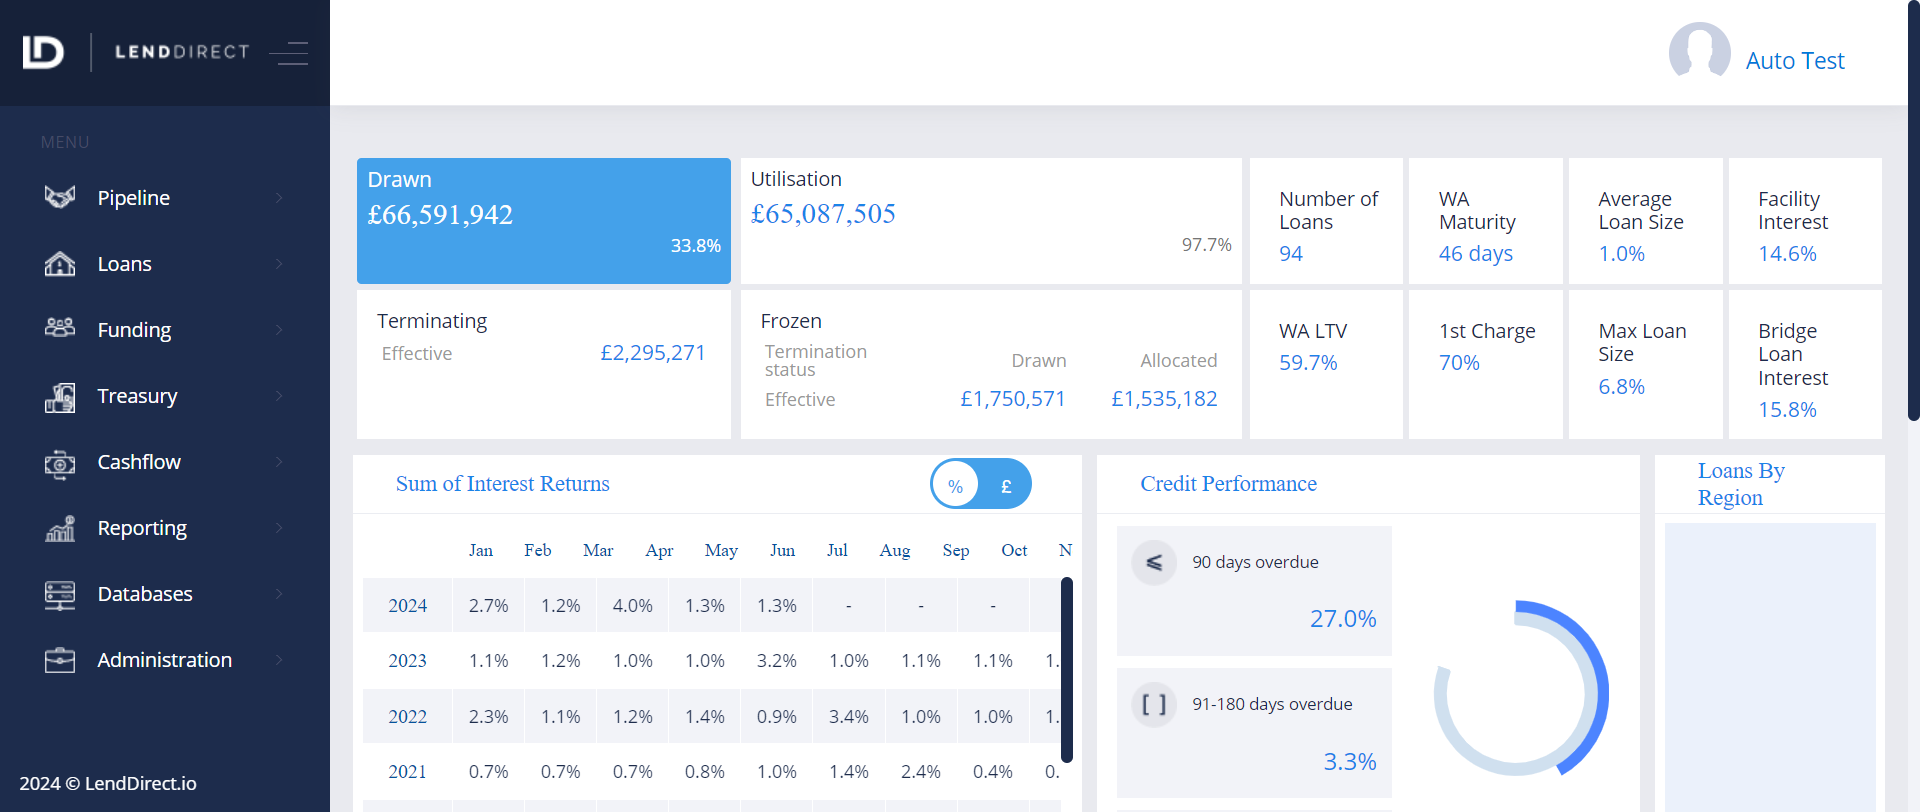 LENDDIRECT
Auto Test
MENU
Pipeline
Loans
Funding
Treasury
Cashflow
Reporting
Databases
Administration
2024 © LendDirect.io
Drawn
£66,591,942
33.8%
Utilisation
£65,087,505
97.7%
Number of
Loans
94
WA
Maturity
46 days
Average
Loan Size
1.0%
Facility
Interest
14.6%
Terminating
Effective £2,295,271
Frozen
Termination
status Drawn Allocated
Effective £1,750,571 £1,535,182
WA LTV
59.7%
1st Charge
70%
Max Loan
Size
6.8%
Bridge
Loan
Interest
15.8%
Sum of Interest Returns
% £
Jan Feb Mar Apr May Jun Jul Aug Sep Oct N
2024 2.7% 1.2% 4.0% 1.3% 1.3% - - -
2023 1.1% 1.2% 1.0% 1.0% 3.2% 1.0% 1.1% 1.1% 1.
2022 2.3% 1.1% 1.2% 1.4% 0.9% 3.4% 1.0% 1.0% 1.
2021 0.7% 0.7% 0.7% 0.8% 1.0% 1.4% 2.4% 0.4% 0.
Credit Performance
⩽ 90 days overdue
27.0%
[ ] 91-180 days overdue
3.3%
Loans By
Region